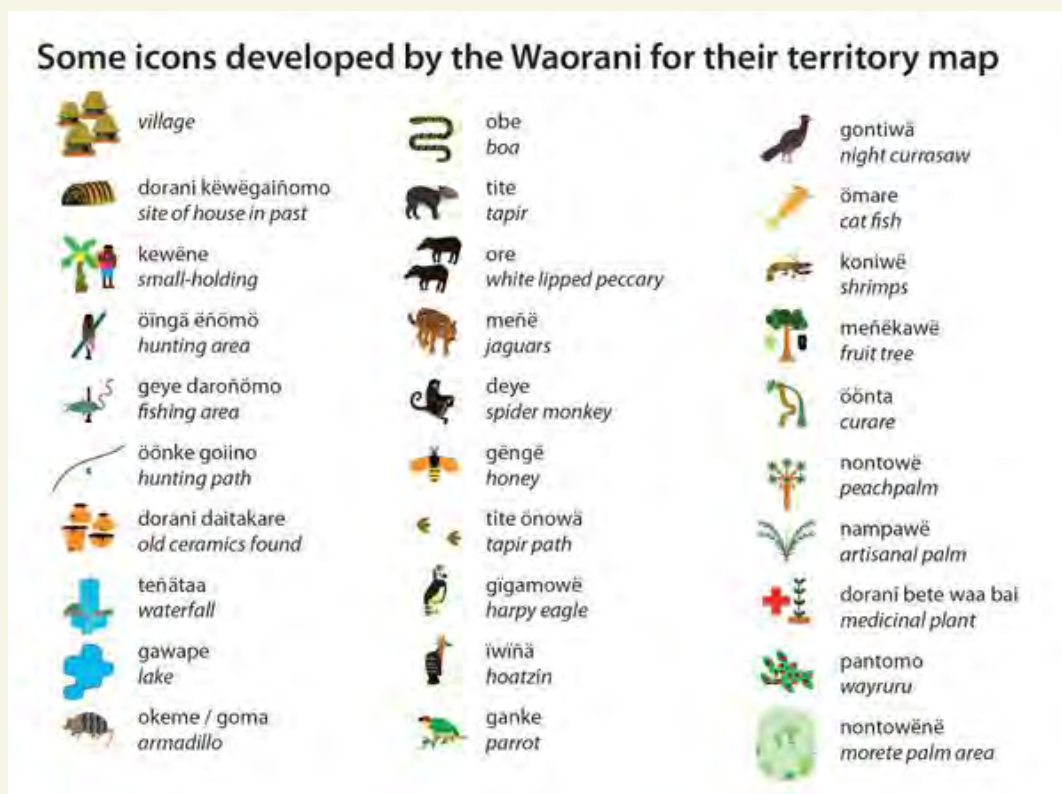 Some icons developed by the Waorani for their territory map
village
dorani këwëgaiñomo
site of house in past
kewëne
small-holding
öïngä ëñömö
hunting area
geye daroñömo
fishing area
öönke goiino
hunting path
dorani daitakare
old ceramics found
teñätaa
waterfall
gawape
lake
okeme / goma
armadillo
obe
boa
tite
tapir
ore
white lipped peccary
meñë
jaguars
deye
spider monkey
gëngë
honey
tite önowä
tapir path
gïgamowë
harpy eagle
ïwïñä
hoatzin
ganke
parrot
gontiwä
night currasaw
ömare
cat fish
koniwë
shrimps
meñëkawë
fruit tree
öönta
curare
nontowë
peachpalm
nampawë
artisanal palm
dorani bete waa bai
medicinal plant
pantomo
wayruru
nontowënë
morete palm area